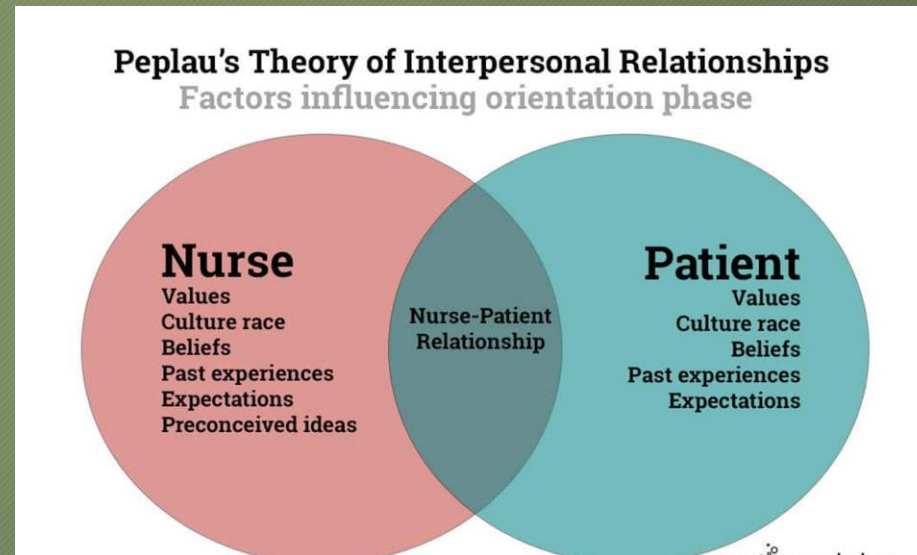 Peplau's Theory of Interpersonal Relationships
Factors influencing orientation phase
Nurse
Values
Culture race
Beliefs
Past experiences
Expectations
Preconceived ideas
Nurse-Patient
Relationship
Patient
Values
Culture race
Beliefs
Past experiences
Expectations